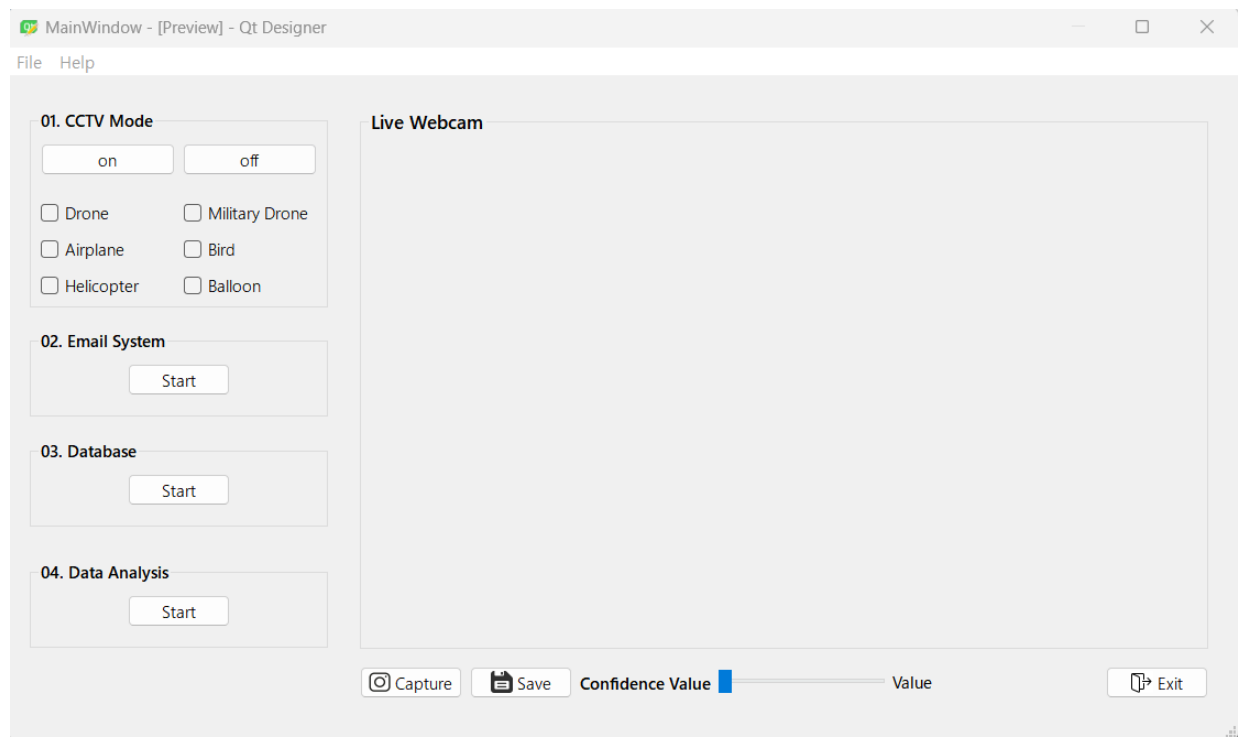 MainWindow - [Preview] - Qt Designer
File Help
01. CCTV Mode
on off
Drone Military Drone
Airplane Bird
Helicopter Balloon
02. Email System
Start
03. Database
Start
04. Data Analysis
Start
Live Webcam
Capture Save Confidence Value Value Exit